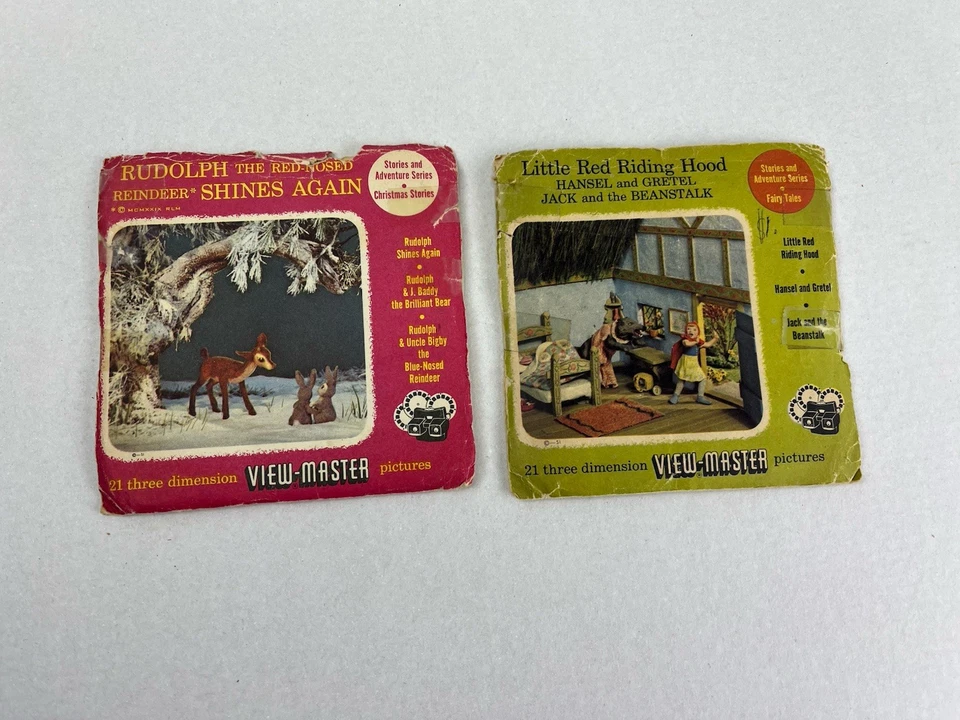 RUDOLPH THE RED-NOSED
REINDEER* SHINES AGAIN
* © MCMXXXIX RLM
Stories and
Adventure Series
•
Christmas Stories
Rudolph
Shines Again
•
Rudolph
& J. Baddy
the Brilliant Bear
•
Rudolph
& Uncle Bigby
the
Blue-Nosed
Reindeer
21 three dimension VIEW-MASTER pictures
Little Red Riding Hood
HANSEL and GRETEL
JACK and the BEANSTALK
Stories and
Adventure Series
•
Fairy Tales
Little Red
Riding Hood
•
Hansel and Gretel
•
Jack and the
Beanstalk
21 three dimension VIEW-MASTER pictures